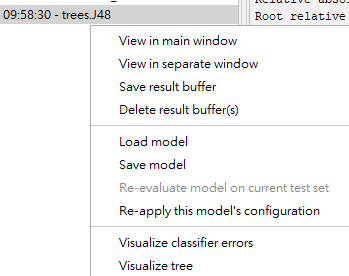 Relative absol
09:58:30 - trees.J48
Root relative
View in main window
View in separate window
Save result buffer
Delete result buffer(s)
Load model
Save model
Re-evaluate model on current test set
Re-apply this model's configuration
Visualize classifier errors
Visualize tree